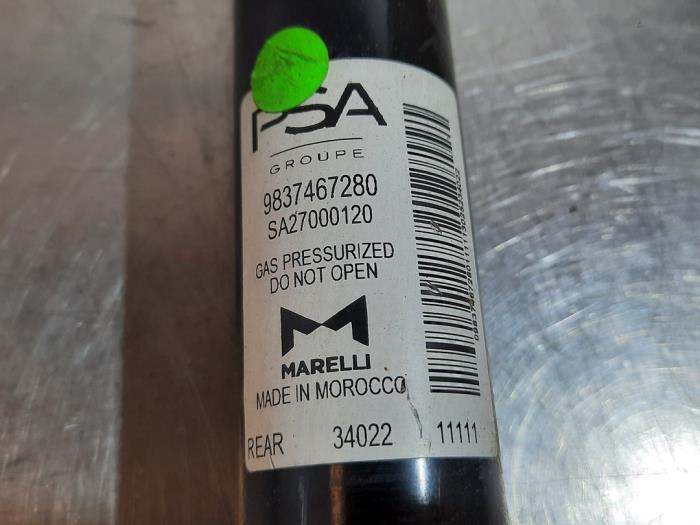 PSA
GROUPE
9837467280
SA27000120
GAS PRESSURIZED
DO NOT OPEN
MARELLI
MADE IN MOROCCO
REAR 34022 11111